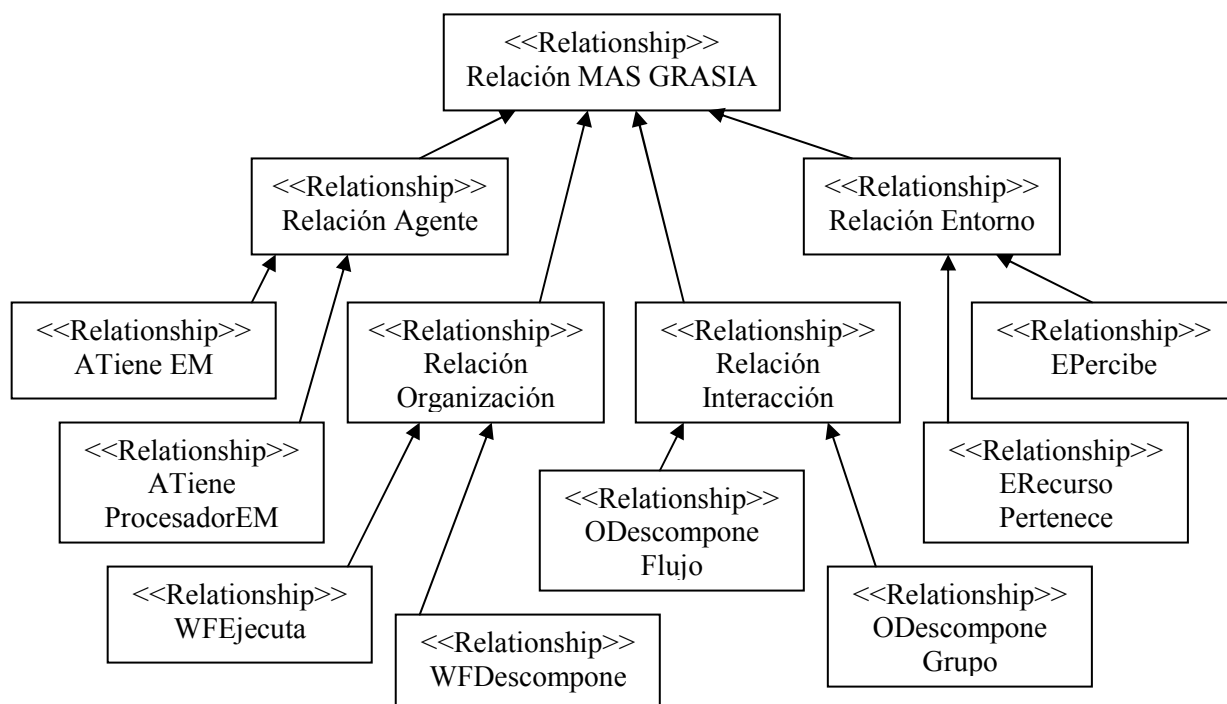 <<Relationship>>
Relación MAS GRASIA
<<Relationship>>
Relación Agente
<<Relationship>>
Relación Entorno
<<Relationship>>
ATiene EM
<<Relationship>>
Relación
Organización
<<Relationship>>
Relación
Interacción
<<Relationship>>
EPercibe
<<Relationship>>
ATiene
ProcesadorEM
<<Relationship>>
ERecurso
Pertenece
<<Relationship>>
ODescompone
Flujo
<<Relationship>>
WFEjecuta
<<Relationship>>
ODescompone
Grupo
<<Relationship>>
WFDescompone